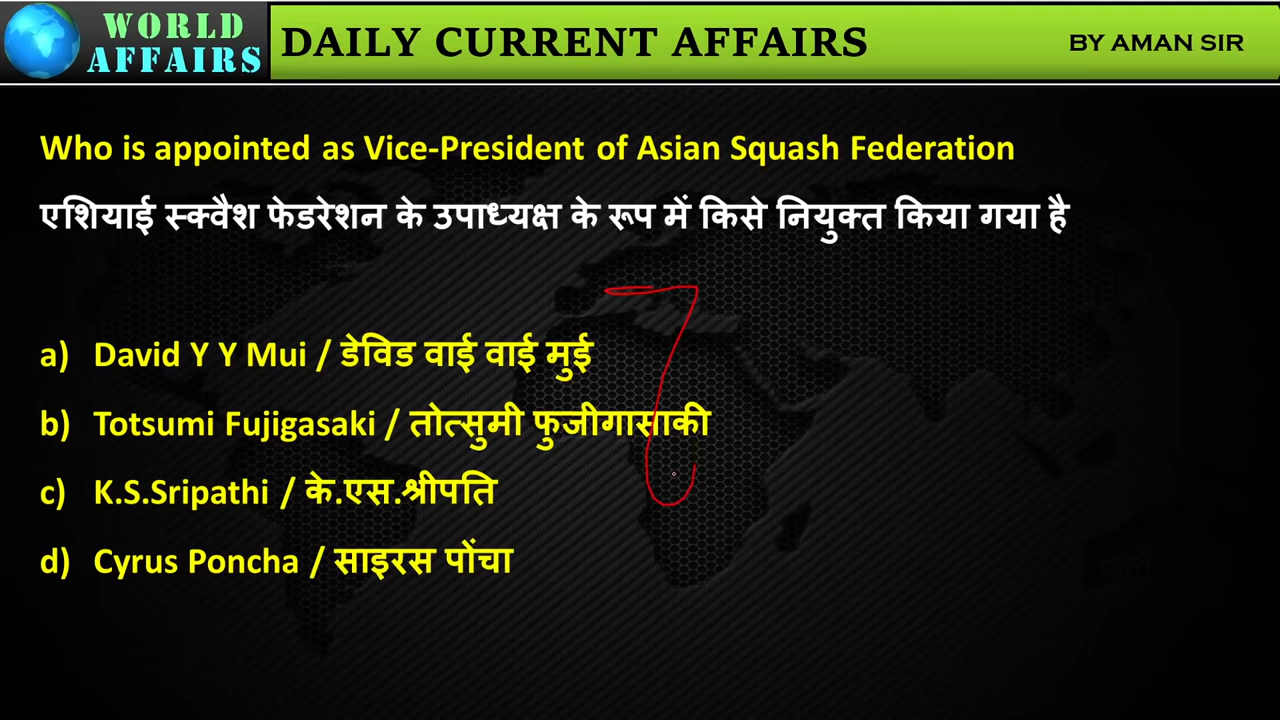 WORLD
AFFAIRS
DAILY CURRENT AFFAIRS
BY AMAN SIR
Who is appointed as Vice-President of Asian Squash Federation
एशियाई स्क्वैश फेडरेशन के उपाध्यक्ष के रूप में किसे नियुक्त किया गया है
a) David Y Y Mui / डेविड वाई वाई मुई
b) Totsumi Fujigasaki / तोत्सुमी फुजीगासाकी
c) K.S.Sripathi / के.एस.श्रीपति
d) Cyrus Poncha / साइरस पोंचा